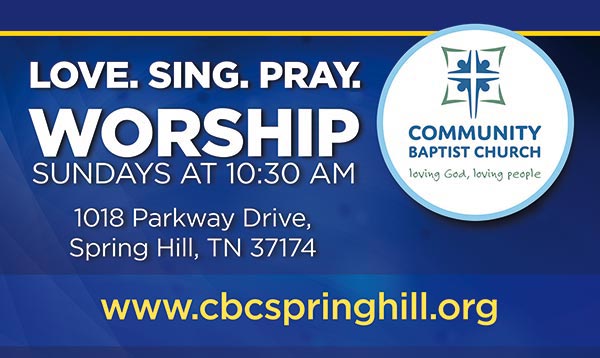 LOVE. SING. PRAY.
WORSHIP
SUNDAYS AT 10:30 AM
1018 Parkway Drive,
Spring Hill, TN 37174
COMMUNITY
BAPTIST CHURCH
loving God, loving people
www.cbcspringhill.org